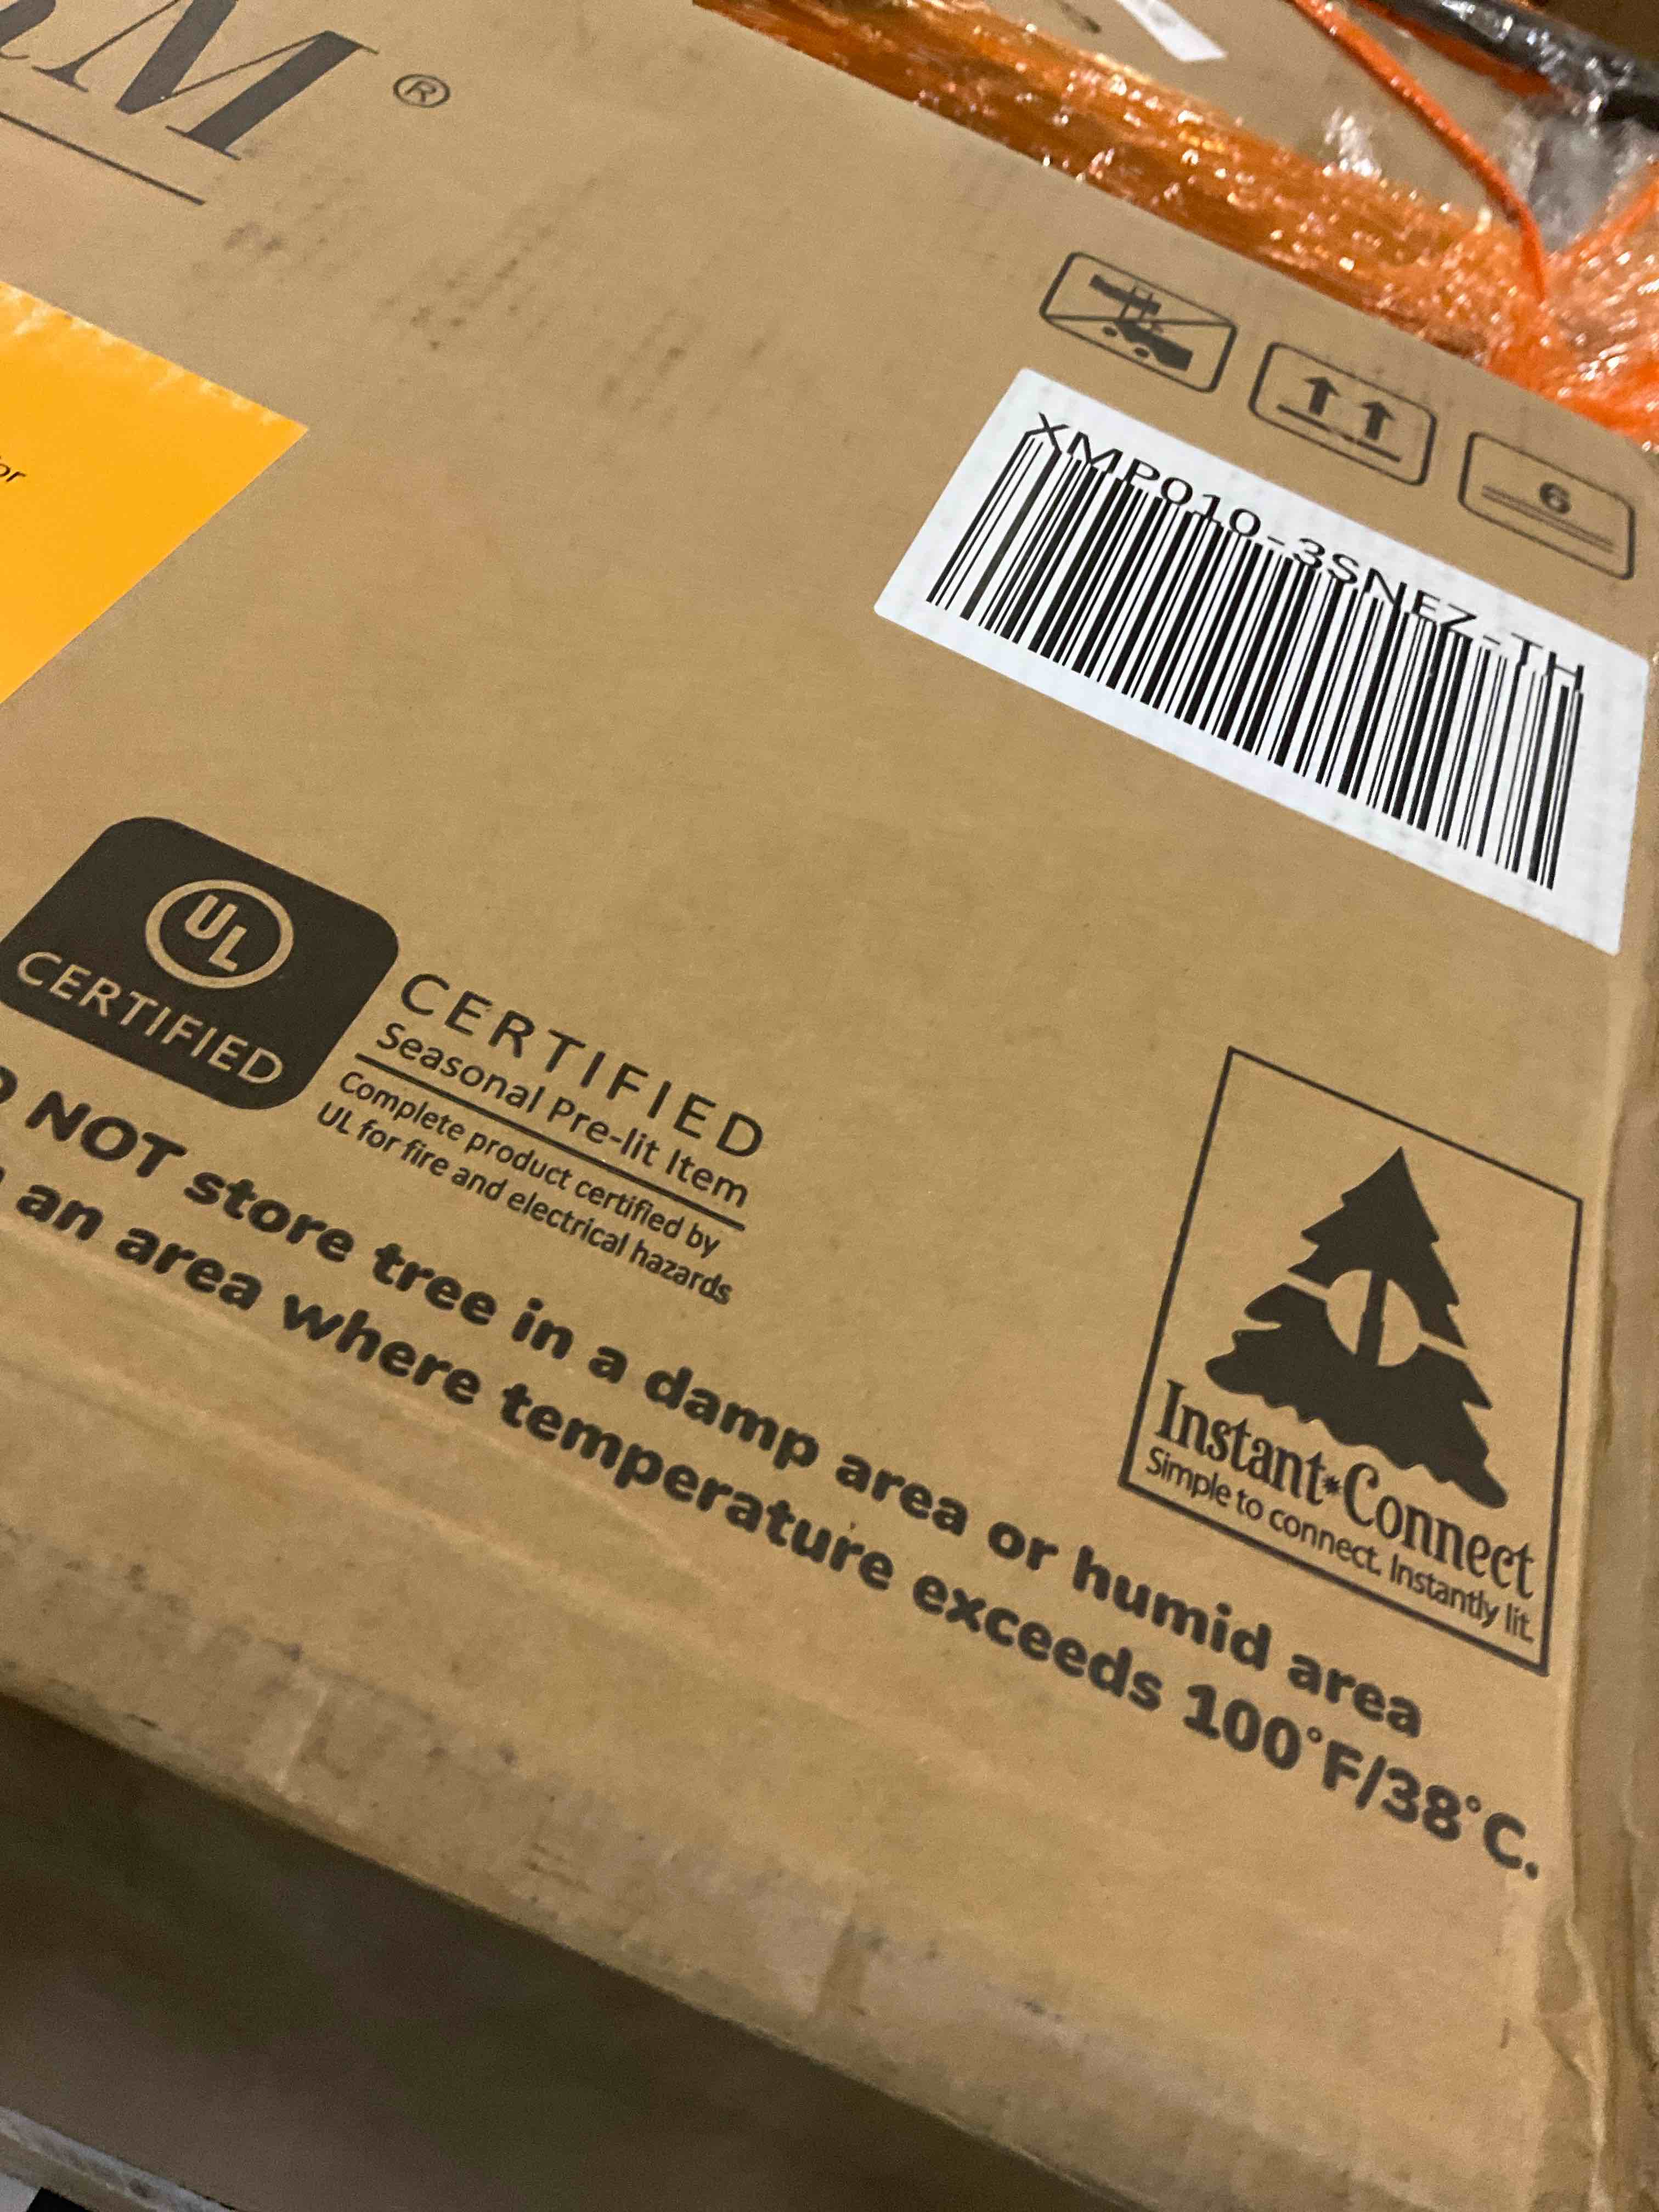 M®
or
6
XMP010-3SNEZ-TH
UL
CERTIFIED
CERTIFIED
Seasonal Pre-lit Item
Complete product certified by
UL for fire and electrical hazards
NOT store tree in a damp area or humid area
an area where temperature exceeds 100°F/38°C.
Instant*Connect
Simple to connect. Instantly lit.